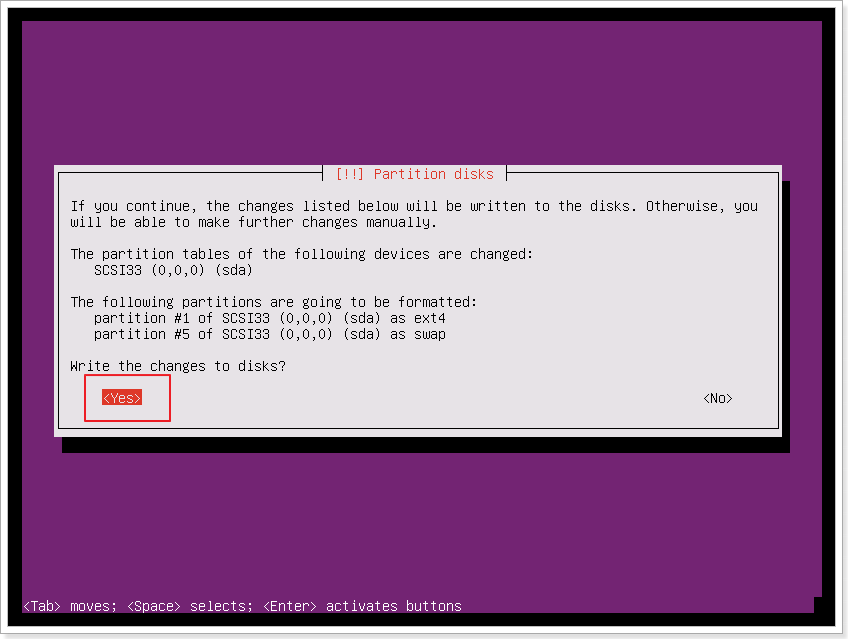 [!!] Partition disks
If you continue, the changes listed below will be written to the disks. Otherwise, you
will be able to make further changes manually.
The partition tables of the following devices are changed:
SCSI33 (0,0,0) (sda)
The following partitions are going to be formatted:
partition #1 of SCSI33 (0,0,0) (sda) as ext4
partition #5 of SCSI33 (0,0,0) (sda) as swap
Write the changes to disks?
<Yes> <No>
<Tab> moves; <Space> selects; <Enter> activates buttons